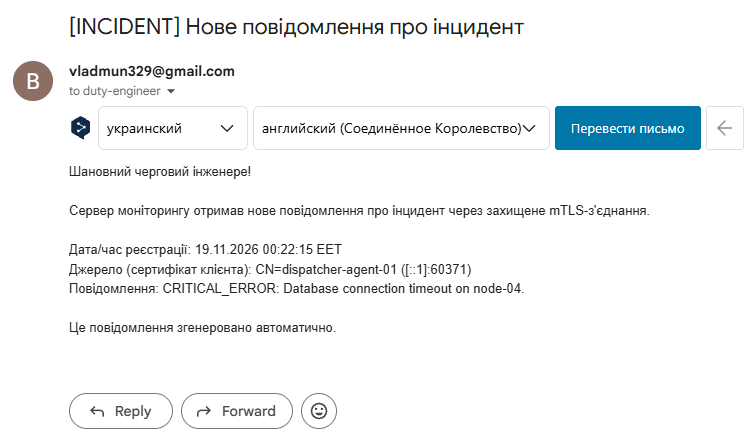 [INCIDENT] Нове повідомлення про інцидент
B
vladmun329@gmail.com
to duty-engineer
украинский
английский (Соединённое Королевство)
Перевести письмо
Шановний черговий інженере!
Сервер моніторингу отримав нове повідомлення про інцидент через захищене mTLS-з'єднання.
Дата/час реєстрації: 19.11.2026 00:22:15 EET
Джерело (сертифікат клієнта): CN=dispatcher-agent-01 ([::1]:60371)
Повідомлення: CRITICAL_ERROR: Database connection timeout on node-04.
Це повідомлення згенеровано автоматично.
Reply
Forward